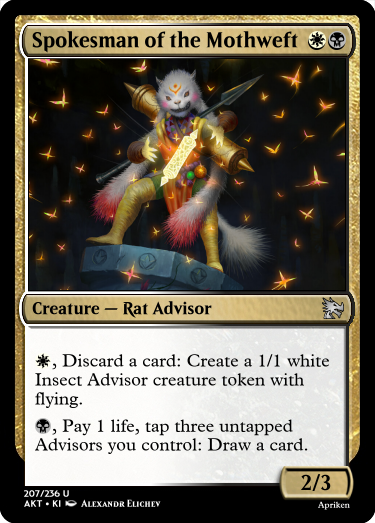 Spokesman of the Mothweft
Creature — Rat Advisor
, Discard a card: Create a 1/1 white
Insect Advisor creature token with
flying.
, Pay 1 life, tap three untapped
Advisors you control: Draw a card.
2/3
207/236 U
AKT • KI Alexandr Elichev
Apriken